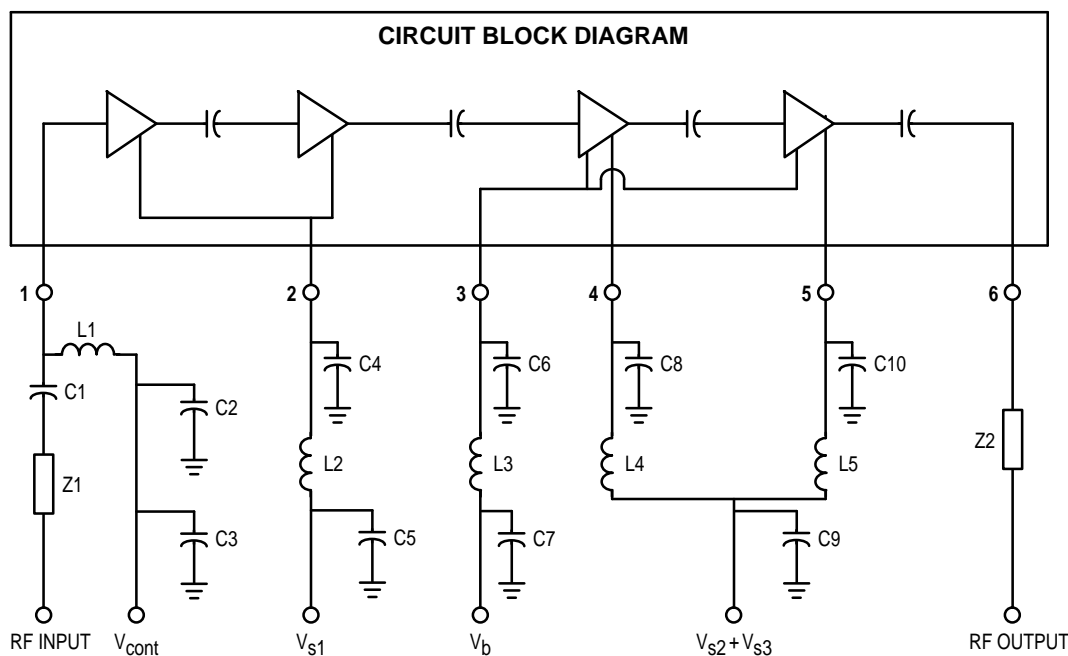 CIRCUIT BLOCK DIAGRAM
1
2
3
4
5
6
L1
C1
C2
C3
Z1
C4
L2
C5
C6
L3
C7
C8
L4
C10
L5
C9
Z2
RF INPUT
Vcont
Vs1
Vb
Vs2 + Vs3
RF OUTPUT